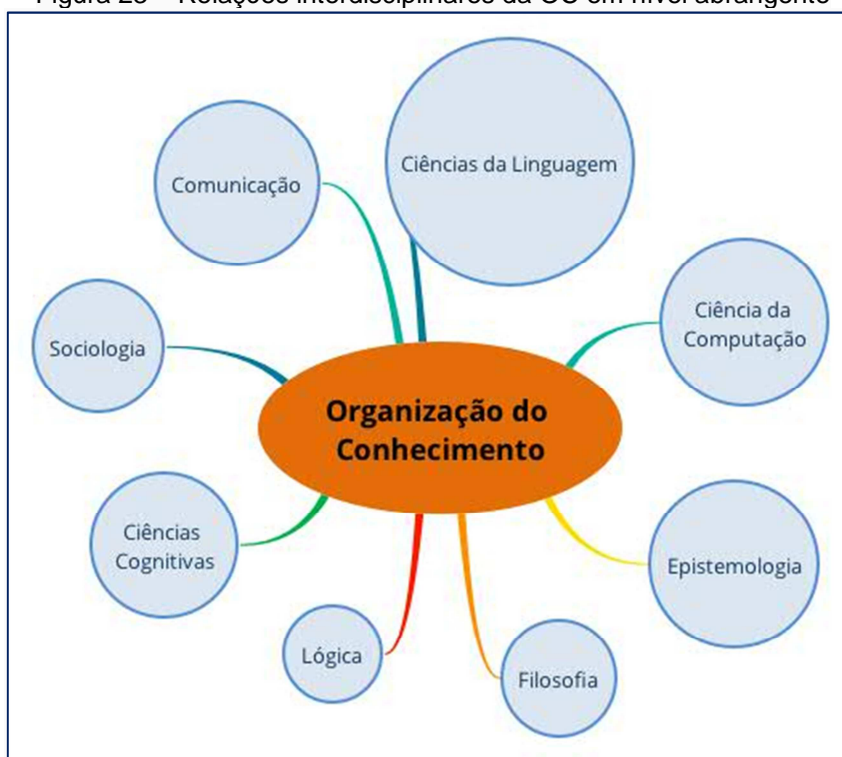 Figura 28 – Relações interdisciplinares da OC em nível abrangente
Ciências da Linguagem
Comunicação
Ciência da
Computação
Sociologia
Organização do
Conhecimento
Ciências
Cognitivas
Epistemologia
Lógica
Filosofia